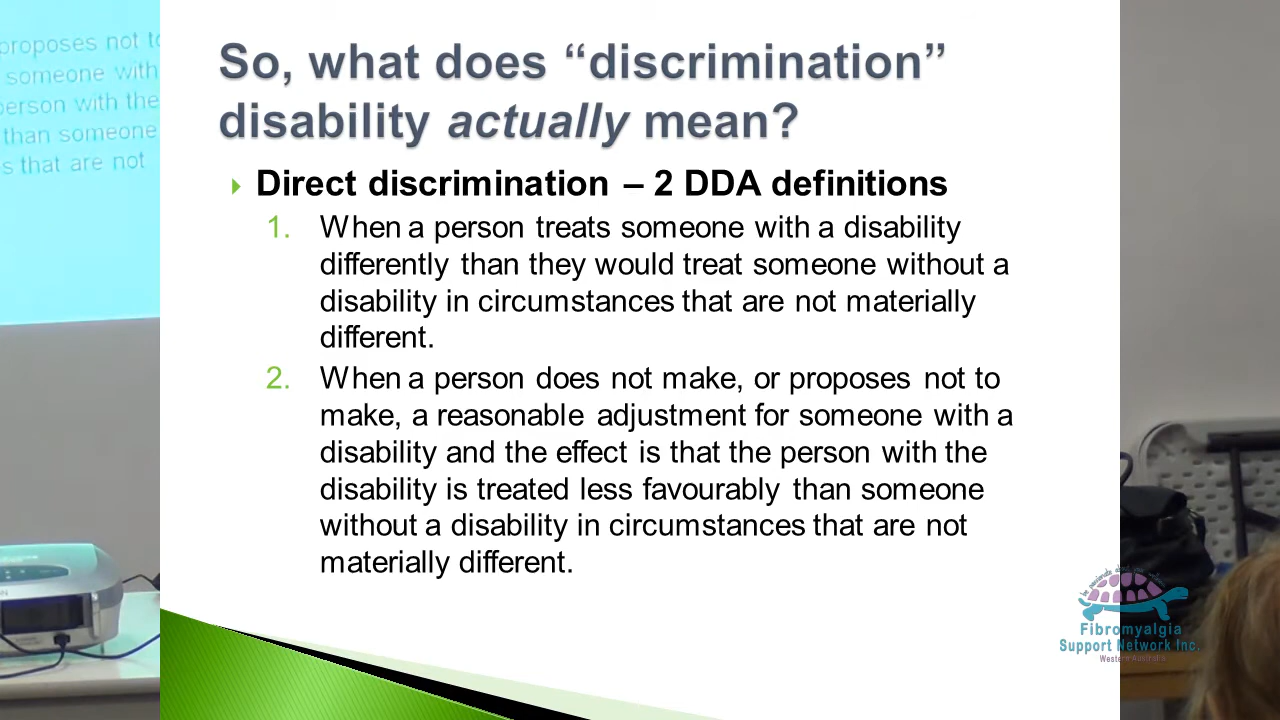 proposes not to
someone with
person with the
than someone
s that are not
So, what does “discrimination”
disability actually mean?
Direct discrimination – 2 DDA definitions
1. When a person treats someone with a disability
differently than they would treat someone without a
disability in circumstances that are not materially
different.
2. When a person does not make, or proposes not to
make, a reasonable adjustment for someone with a
disability and the effect is that the person with the
disability is treated less favourably than someone
without a disability in circumstances that are not
materially different.
Fibromyalgia
Support Network Inc.
Western Australia